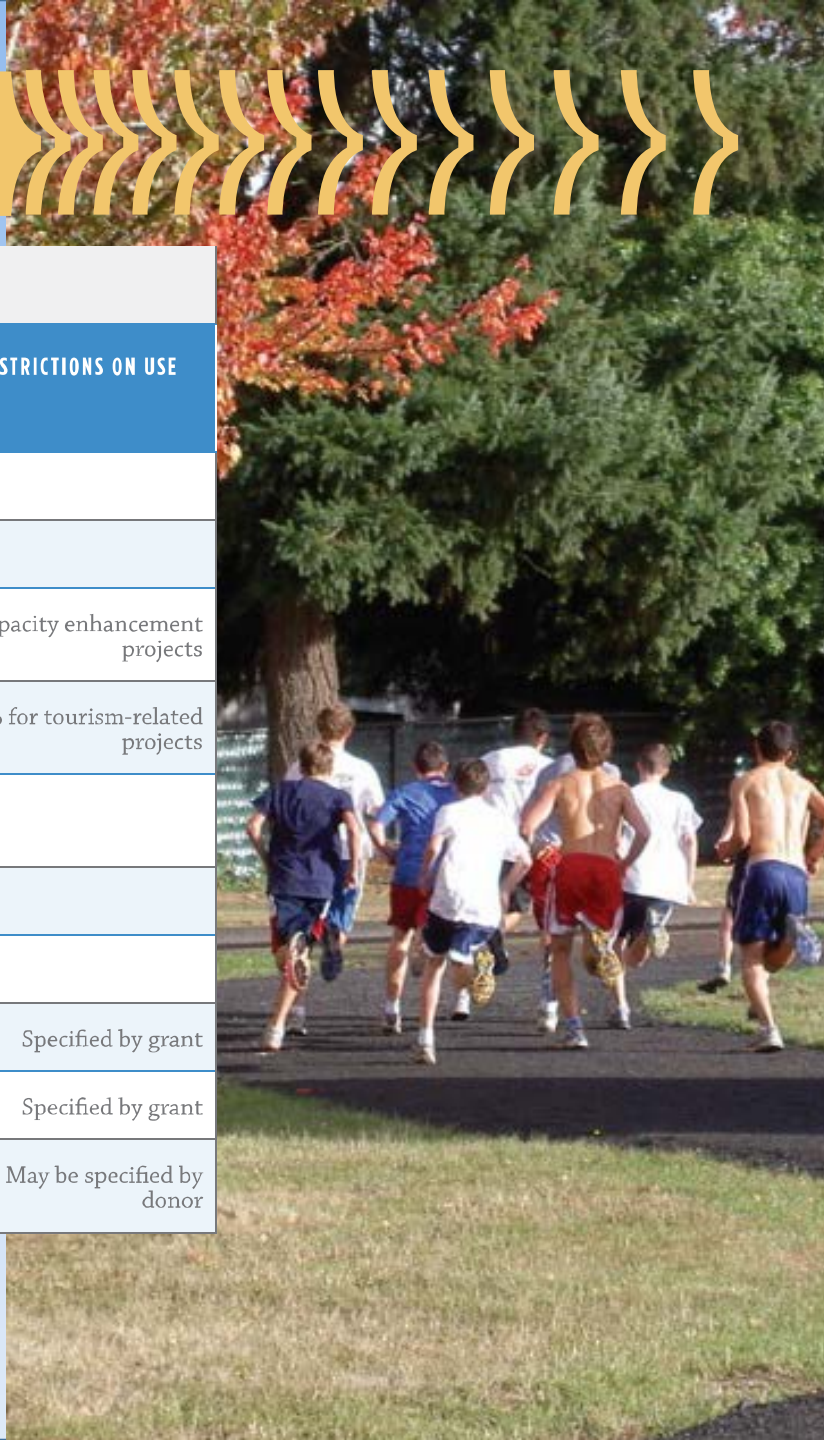 STRICTIONS ON USE
pacity enhancement
projects
for tourism-related
projects
Specified by grant
Specified by grant
May be specified by
donor